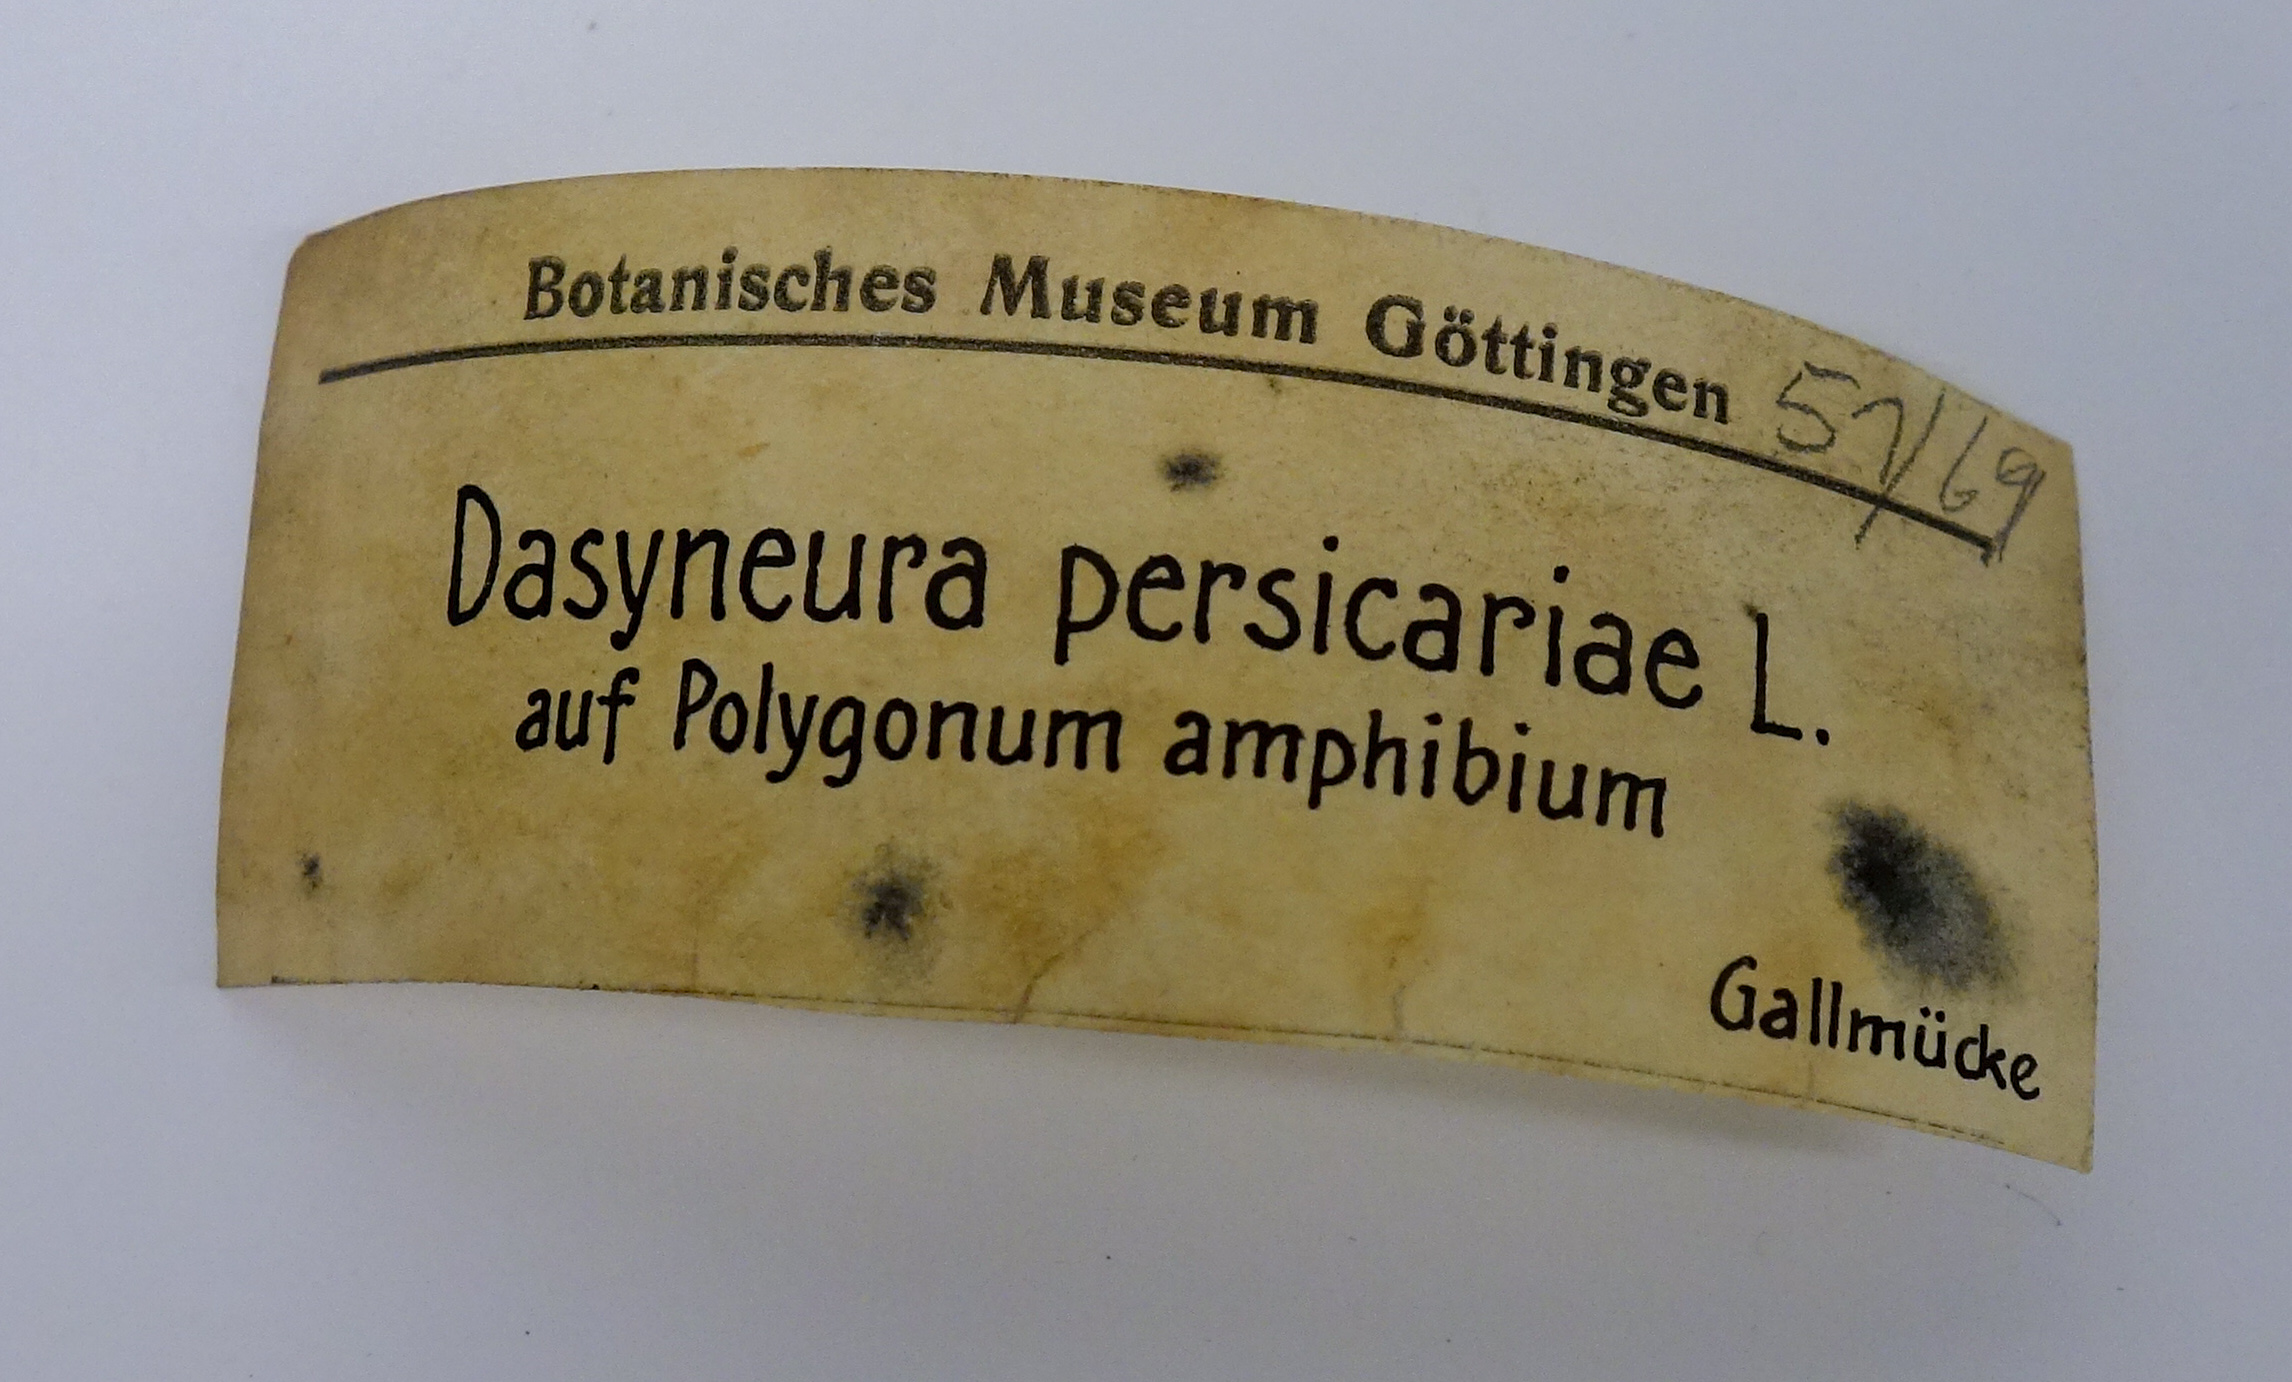 Botanisches Museum Göttingen 57/69
Dasyneura persicariae L.
auf Polygonum amphibium
Gallmücke